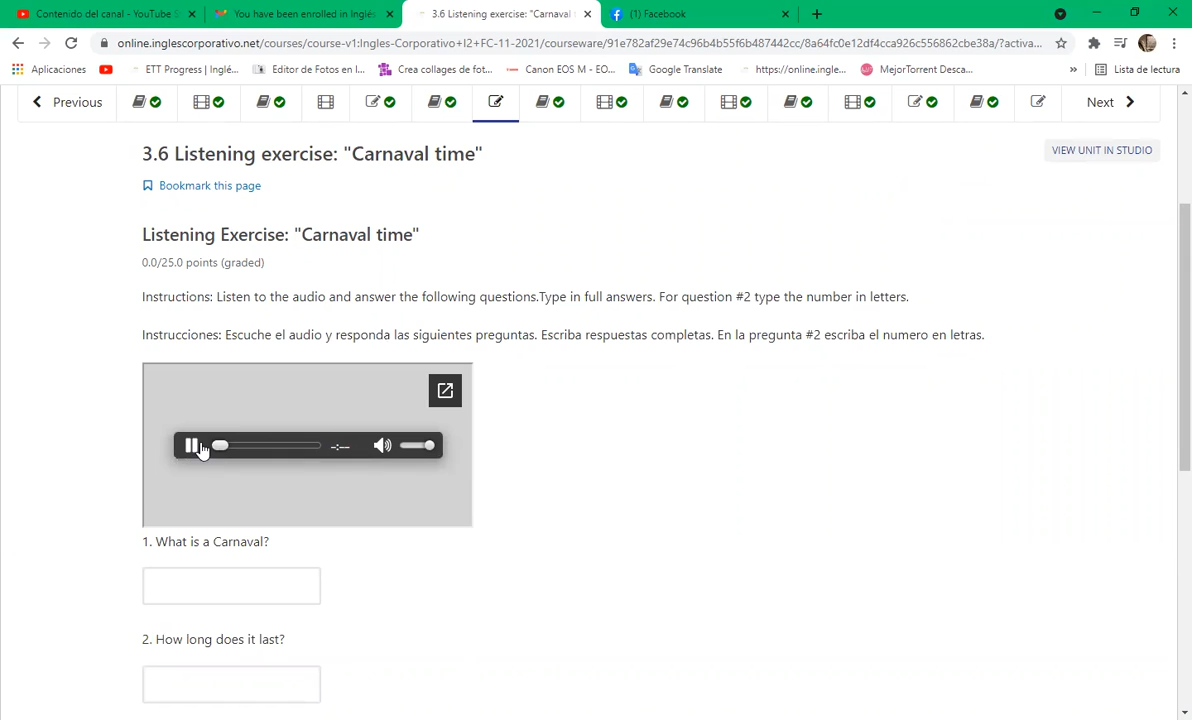 Contenido del canal - YouTube S
You have been enrolled in Inglés
3.6 Listening exercise: "Carnaval t
(1) Facebook
online.inglescorporativo.net/courses/course-v1:Ingles-Corporativo+I2+FC-11-2021/courseware/91e782af29e74c96b4b55f6b487442cc/8a64fc0e12df4cca926c556862cbe38a/?activa...
Aplicaciones
ETT Progress | Inglé...
Editor de Fotos en l...
Crea collages de fot...
Canon EOS M - EO...
Google Translate
https://online.ingle...
MejorTorrent Desca...
»
Lista de lectura
Previous
Next
3.6 Listening exercise: "Carnaval time"
VIEW UNIT IN STUDIO
Bookmark this page
Listening Exercise: "Carnaval time"
0.0/25.0 points (graded)
Instructions: Listen to the audio and answer the following questions.Type in full answers. For question #2 type the number in letters.
Instrucciones: Escuche el audio y responda las siguientes preguntas. Escriba respuestas completas. En la pregunta #2 escriba el numero en letras.
-:--
1. What is a Carnaval?
2. How long does it last?